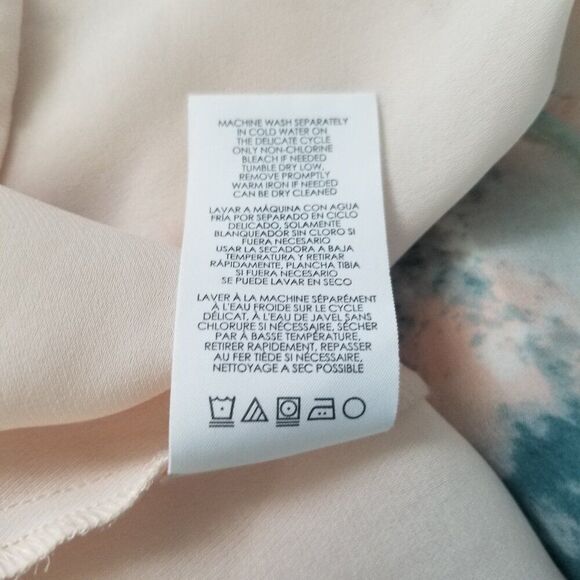 MACHINE WASH SEPARATELY
IN COLD WATER ON
THE DELICATE CYCLE
ONLY NON-CHLORINE
BLEACH IF NEEDED
TUMBLE DRY LOW,
REMOVE PROMPTLY
WARM IRON IF NEEDED
CAN BE DRY CLEANED
LAVAR A MÁQUINA CON AGUA
FRÍA POR SEPARADO EN CICLO
DELICADO, SOLAMENTE
BLANQUEADOR SIN CLORO SI
FUERA NECESARIO
USAR LA SECADORA A BAJA
TEMPERATURA Y RETIRAR
RÁPIDAMENTE, PLANCHA TIBIA
SI FUERA NECESARIO
SE PUEDE LAVAR EN SECO
LAVER À LA MACHINE SÉPARÉMENT
À L'EAU FROIDE SUR LE CYCLE
DÉLICAT, À L'EAU DE JAVEL SANS
CHLORURE SI NÉCESSAIRE, SÉCHER
PAR À BASSE TEMPÉRATURE,
RETIRER RAPIDEMENT, REPASSER
AU FER TIÈDE SI NÉCESSAIRE,
NETTOYAGE A SEC POSSIBLE